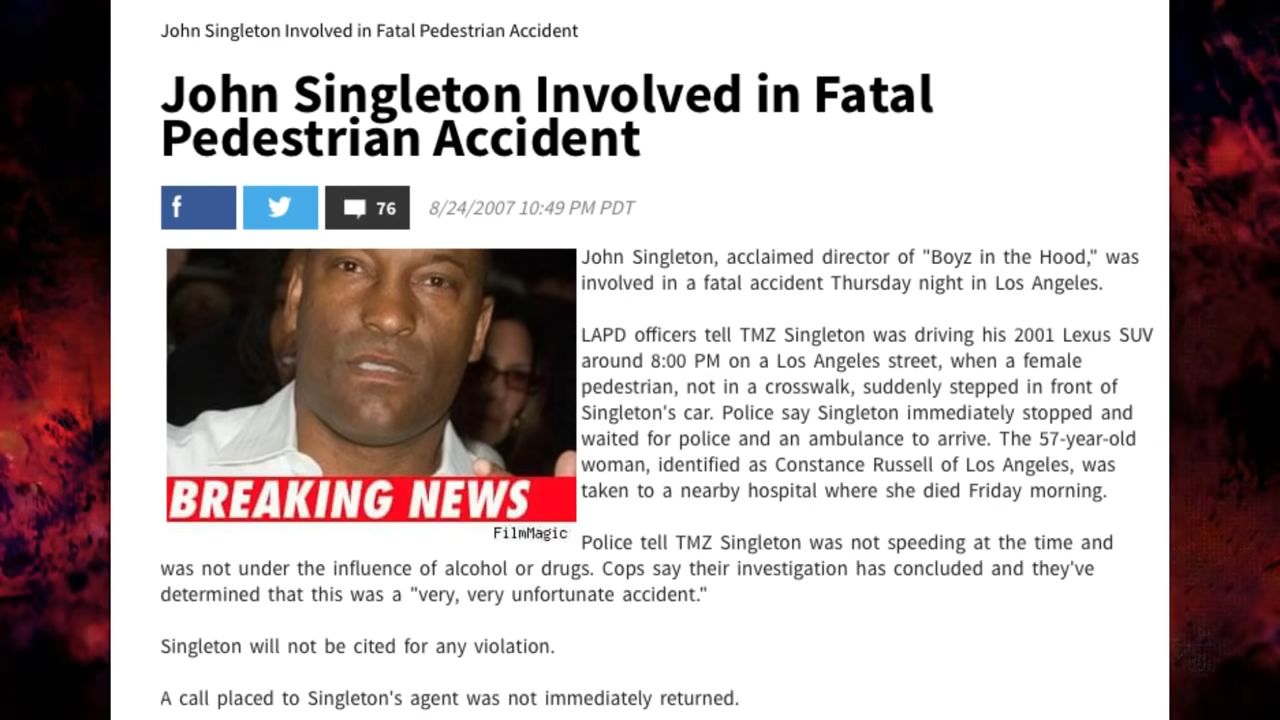 John Singleton Involved in Fatal Pedestrian Accident
John Singleton Involved in Fatal
Pedestrian Accident
f
76
8/24/2007 10:49 PM PDT
BREAKING NEWS
FilmMagic
John Singleton, acclaimed director of "Boyz in the Hood," was
involved in a fatal accident Thursday night in Los Angeles.
LAPD officers tell TMZ Singleton was driving his 2001 Lexus SUV
around 8:00 PM on a Los Angeles street, when a female
pedestrian, not in a crosswalk, suddenly stepped in front of
Singleton's car. Police say Singleton immediately stopped and
waited for police and an ambulance to arrive. The 57-year-old
woman, identified as Constance Russell of Los Angeles, was
taken to a nearby hospital where she died Friday morning.
Police tell TMZ Singleton was not speeding at the time and
was not under the influence of alcohol or drugs. Cops say their investigation has concluded and they've
determined that this was a "very, very unfortunate accident."
Singleton will not be cited for any violation.
A call placed to Singleton's agent was not immediately returned.